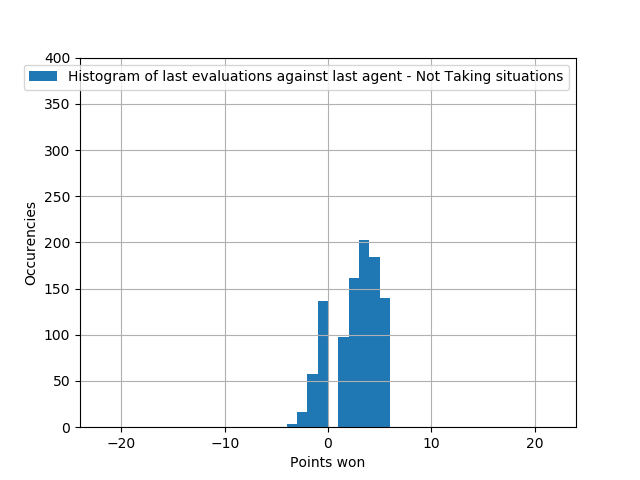 400
Histogram of last evaluations against last agent - Not Taking situations
350
300
250
200
150
100
50
0
Occurencies
−20 −10 0 10 20
Points won